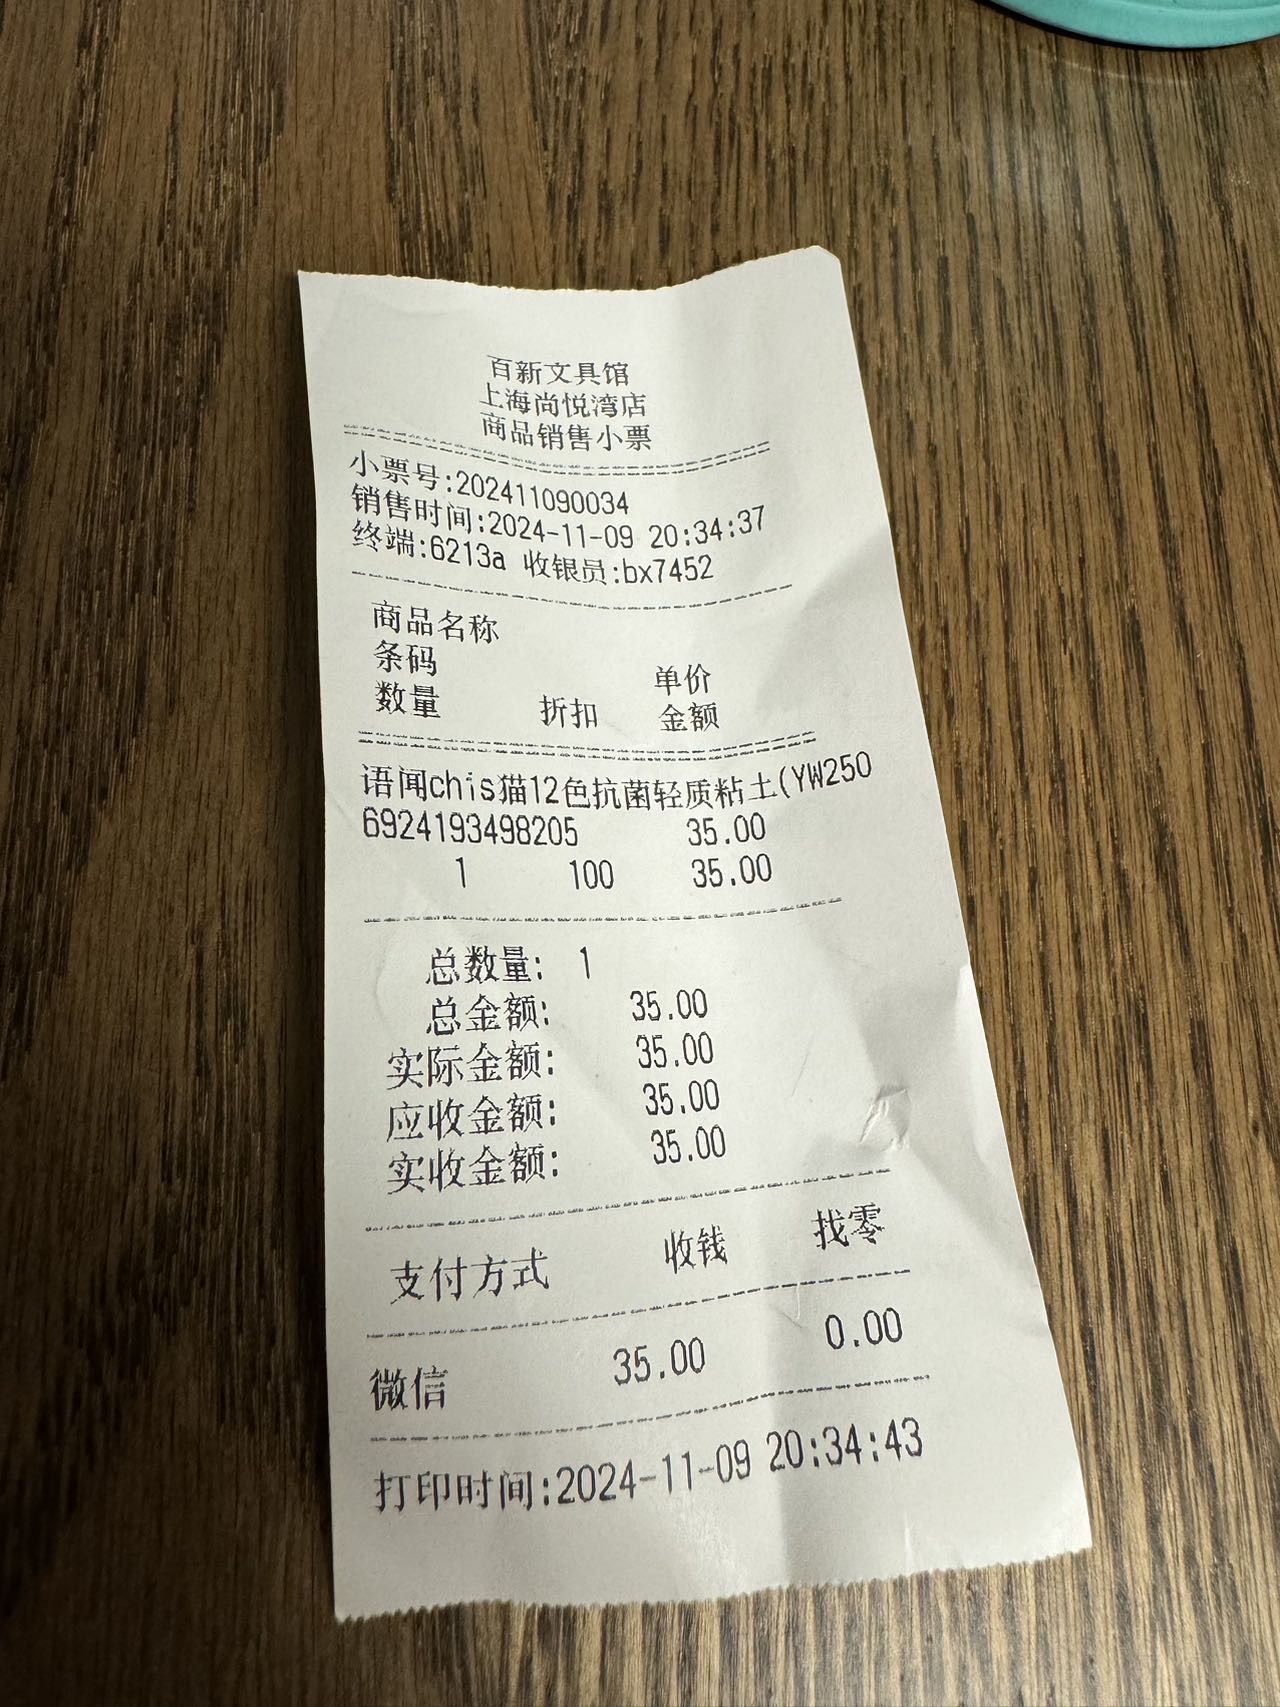 百新文具馆
上海尚悦湾店
商品销售小票
小票号:202411090034
销售时间:2024-11-09 20:34:37
终端:6213a 收银员:bx7452
商品名称
条码 单价
数量 折扣 金额
语闻chis猫12色抗菌轻质粘土(YW250
6924193498205 35.00
1 100 35.00
总数量: 1
总金额: 35.00
实际金额: 35.00
应收金额: 35.00
实收金额: 35.00
支付方式 收钱 找零
微信 35.00 0.00
打印时间:2024-11-09 20:34:43